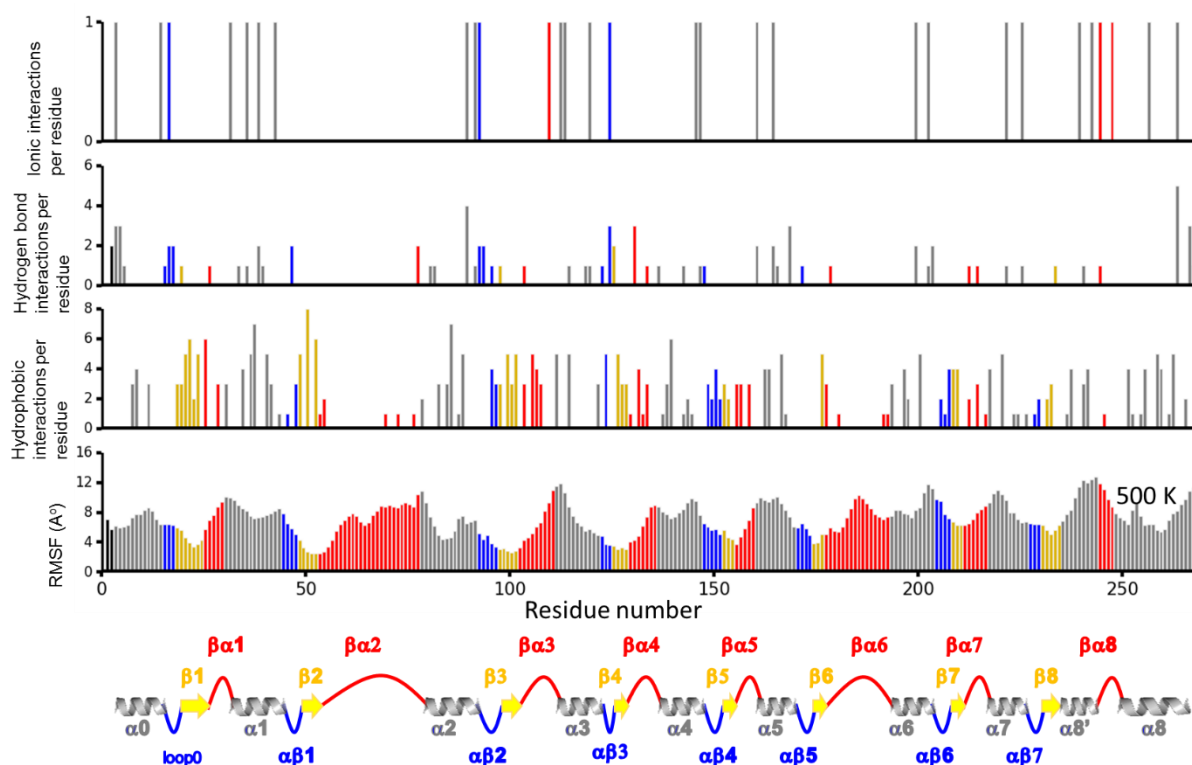 Ionic interactions
per residue
1
0
Hydrogen bond
interactions per
residue
6
4
2
0
Hydrophobic
interactions per
residue
8
6
4
2
0
RMSF (A°)
16
12
8
4
0
500 K
0
50
100
150
200
250
Residue number
βα1
βα2
βα3
βα4
βα5
βα6
βα7
βα8
β1
β2
β3
β4
β5
β6
β7
β8
α0
α1
α2
α3
α4
α5
α6
α7
α8'
α8
loop0
αβ1
αβ2
αβ3
αβ4
αβ5
αβ6
αβ7